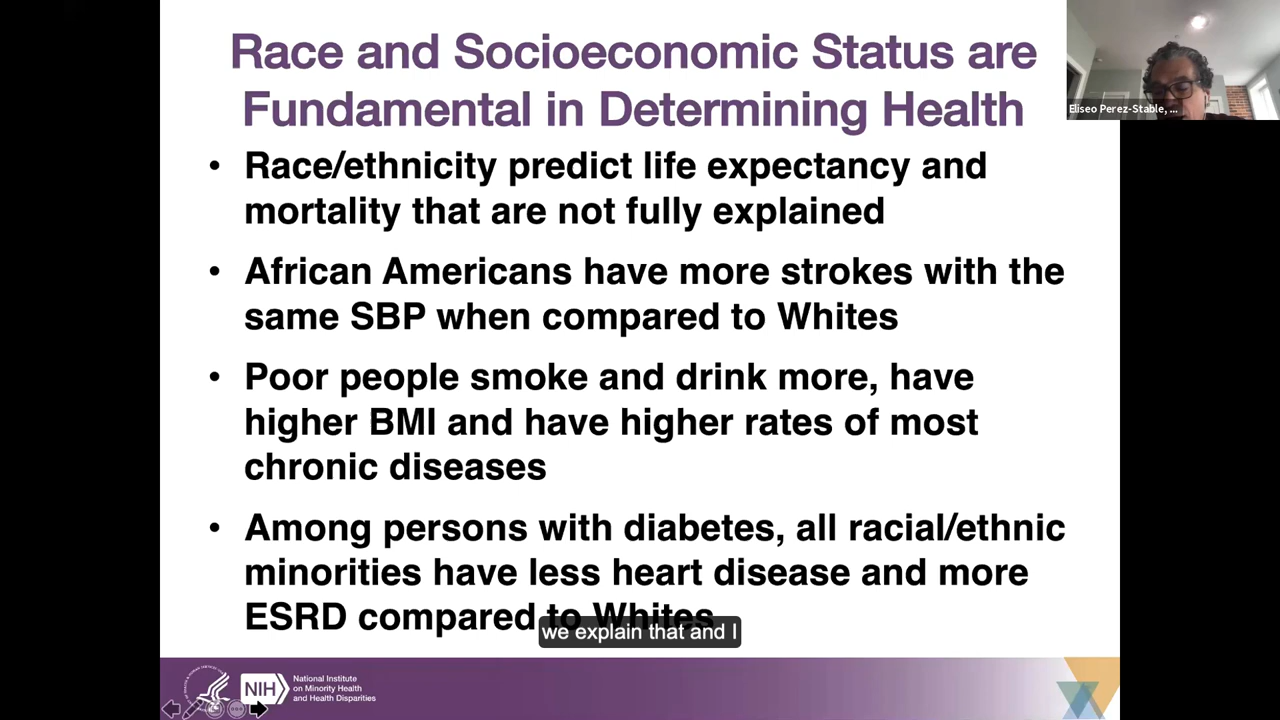 Race and Socioeconomic Status are
Fundamental in Determining Health
• Race/ethnicity predict life expectancy and
mortality that are not fully explained
• African Americans have more strokes with the
same SBP when compared to Whites
• Poor people smoke and drink more, have
higher BMI and have higher rates of most
chronic diseases
• Among persons with diabetes, all racial/ethnic
minorities have less heart disease and more
ESRD compared to Whites
we explain that and I
NIH
National Institute
on Minority Health
and Health Disparities
Eliseo Perez-Stable, ...